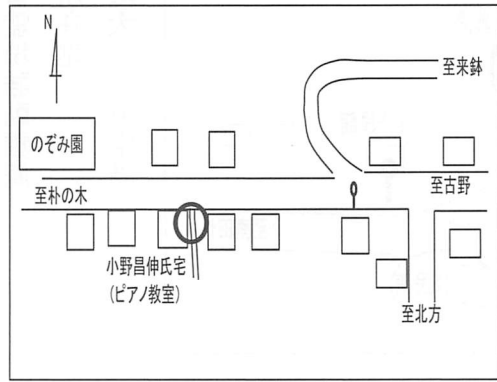 N
至来鉢
のぞみ園
至朴の木
至古野
小野昌伸氏宅
(ピアノ教室)
至北方